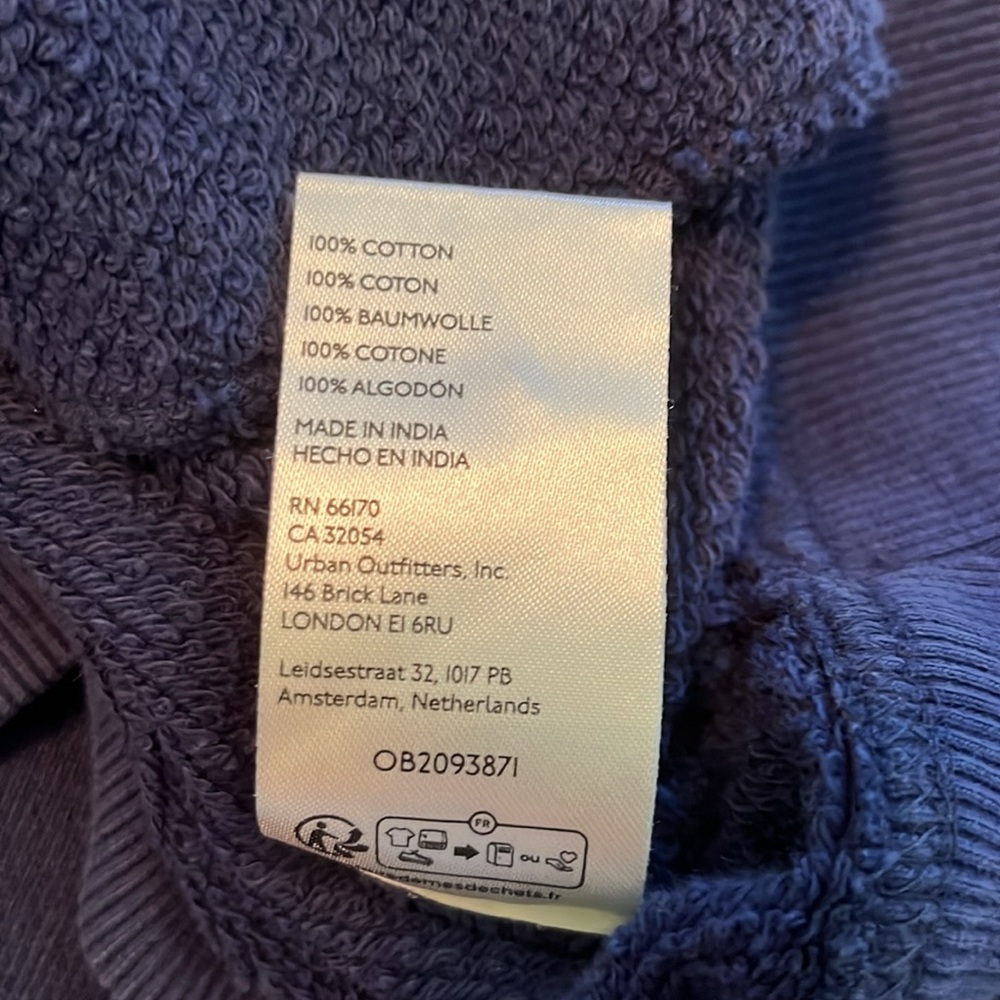 100% COTTON
100% COTON
100% BAUMWOLLE
100% COTONE
100% ALGODÓN
MADE IN INDIA
HECHO EN INDIA
RN 66170
CA 32054
Urban Outfitters, Inc.
146 Brick Lane
LONDON E1 6RU
Leidsestraat 32, 1017 PB
Amsterdam, Netherlands
OB2093871
FR
ou